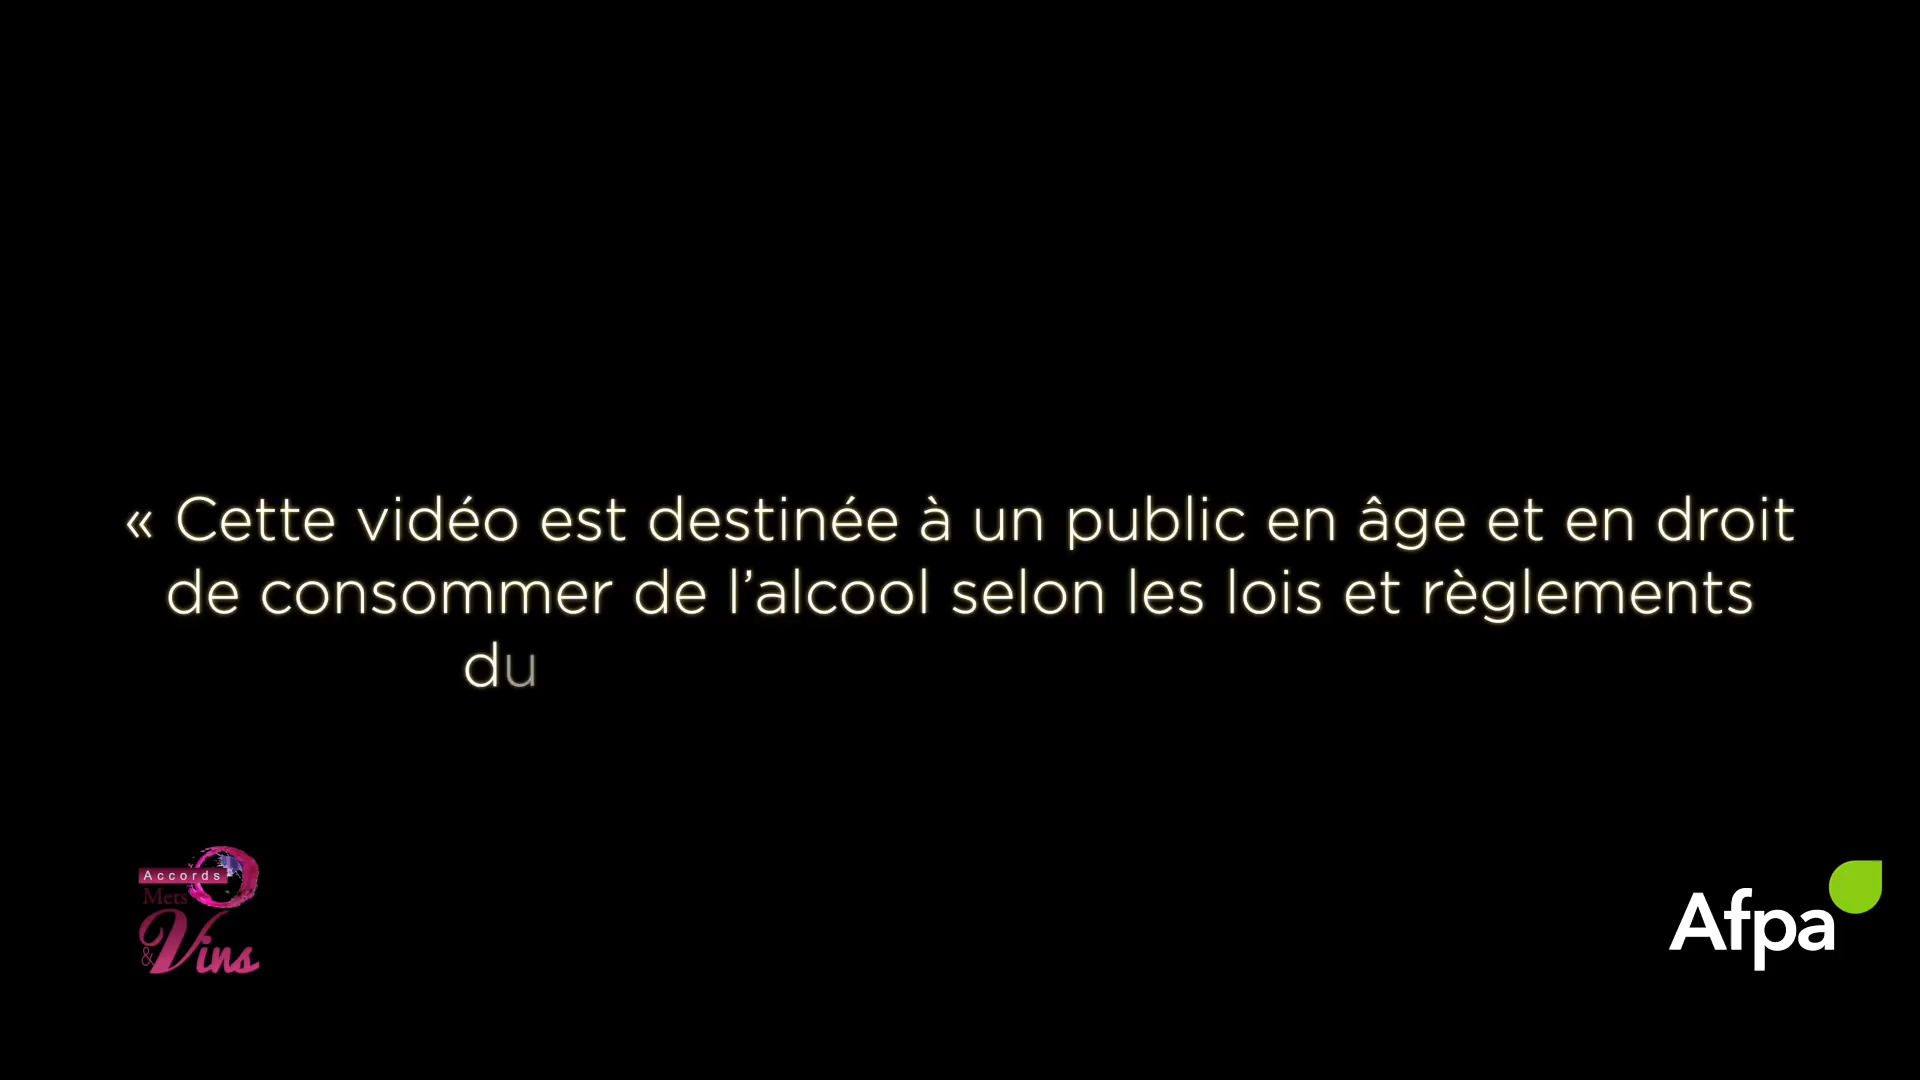 « Cette vidéo est destinée à un public en âge et en droit
de consommer de l’alcool selon les lois et règlements
du
Accords
Mets
& Vins
Afpa